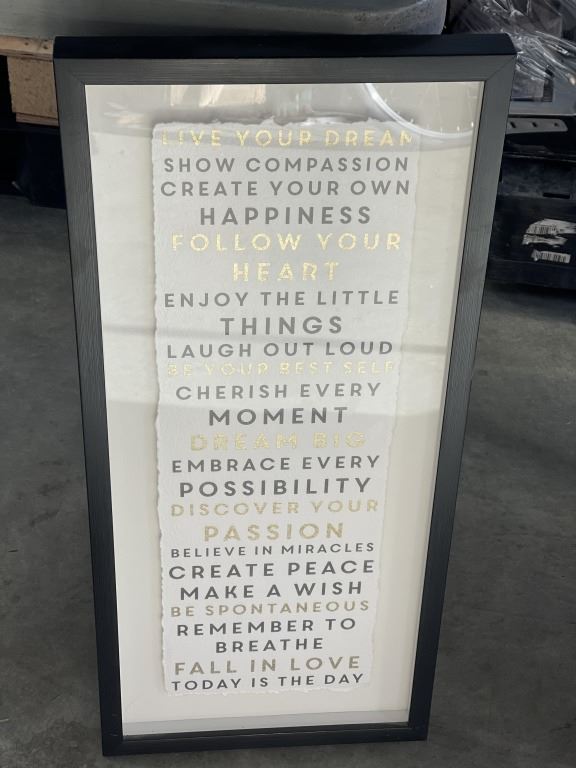 LIVE YOUR DREAM
SHOW COMPASSION
CREATE YOUR OWN
HAPPINESS
FOLLOW YOUR
HEART
ENJOY THE LITTLE
THINGS
LAUGH OUT LOUD
BE YOUR BEST SELF
CHERISH EVERY
MOMENT
DREAM BIG
EMBRACE EVERY
POSSIBILITY
DISCOVER YOUR
PASSION
BELIEVE IN MIRACLES
CREATE PEACE
MAKE A WISH
BE SPONTANEOUS
REMEMBER TO
BREATHE
FALL IN LOVE
TODAY IS THE DAY